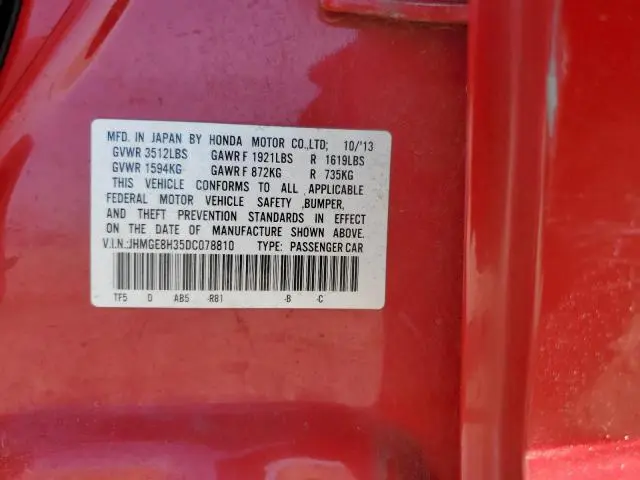 MFD. IN JAPAN BY HONDA MOTOR CO.,LTD; 10/'13
GVWR 3512LBS GAWR F 1921LBS R 1619LBS
GVWR 1594KG GAWR F 872KG R 735KG
THIS VEHICLE CONFORMS TO ALL APPLICABLE
FEDERAL MOTOR VEHICLE SAFETY ,BUMPER,
AND THEFT PREVENTION STANDARDS IN EFFECT
ON THE DATE OF MANUFACTURE SHOWN ABOVE.
V.I.N.:JHMGE8H35DC078810 TYPE: PASSENGER CAR
TF5 D AB5 -R81 -B -C